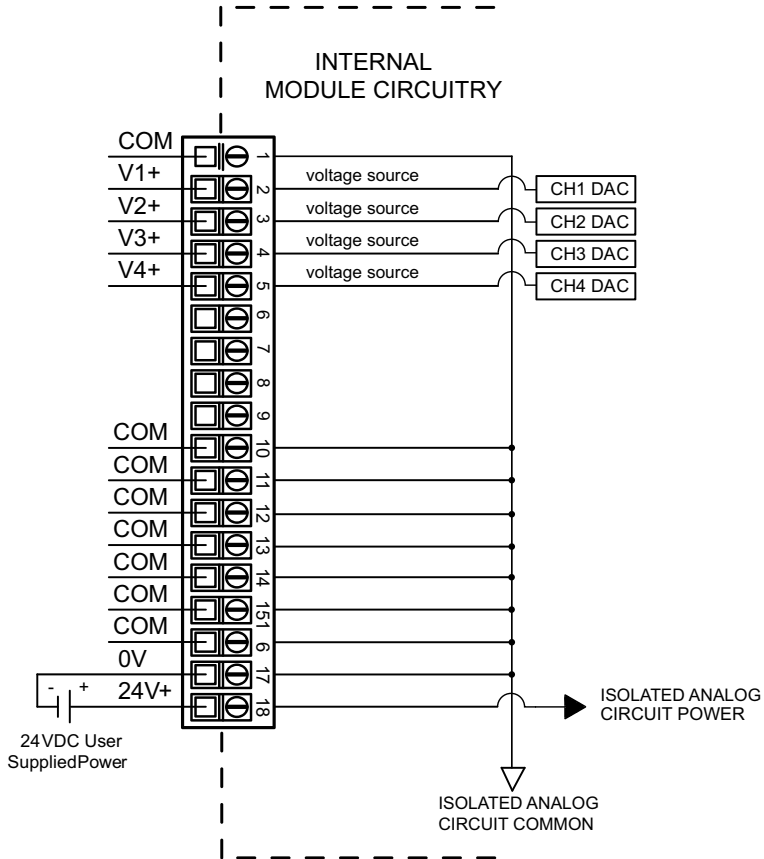 INTERNAL
MODULE CIRCUITRY
COM
1
V1+
2
voltage source
CH1 DAC
V2+
3
voltage source
CH2 DAC
V3+
4
voltage source
CH3 DAC
V4+
5
voltage source
CH4 DAC
6
7
8
9
COM
10
COM
11
COM
12
COM
13
COM
14
COM
151
COM
6
0V
17
- +
24V+
18
ISOLATED ANALOG
CIRCUIT POWER
24VDC User
SuppliedPower
ISOLATED ANALOG
CIRCUIT COMMON